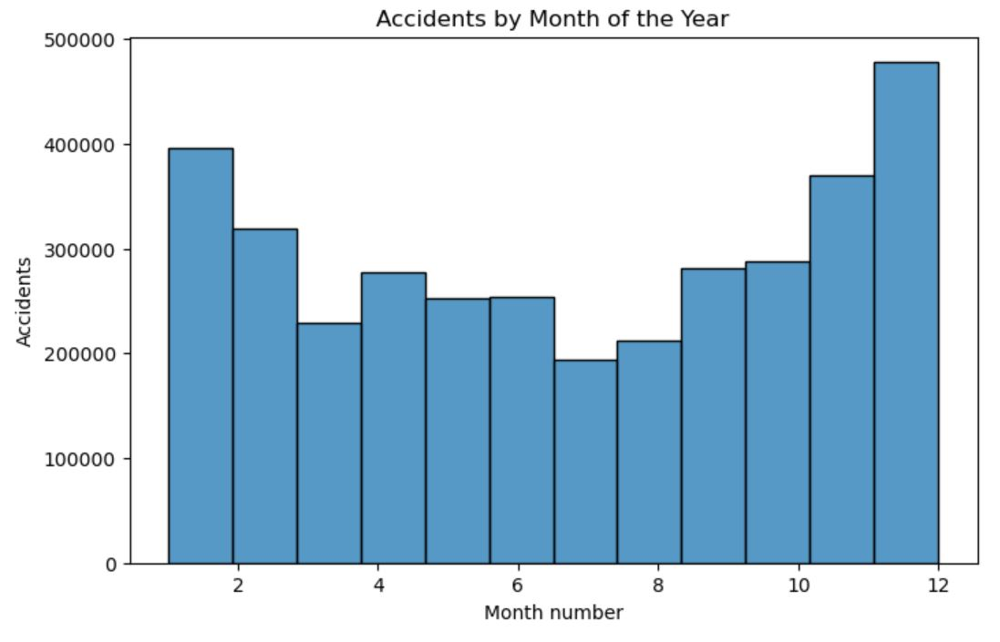 Accidents by Month of the Year
500000
400000
300000
200000
100000
0
Accidents
2 4 6 8 10 12
Month number